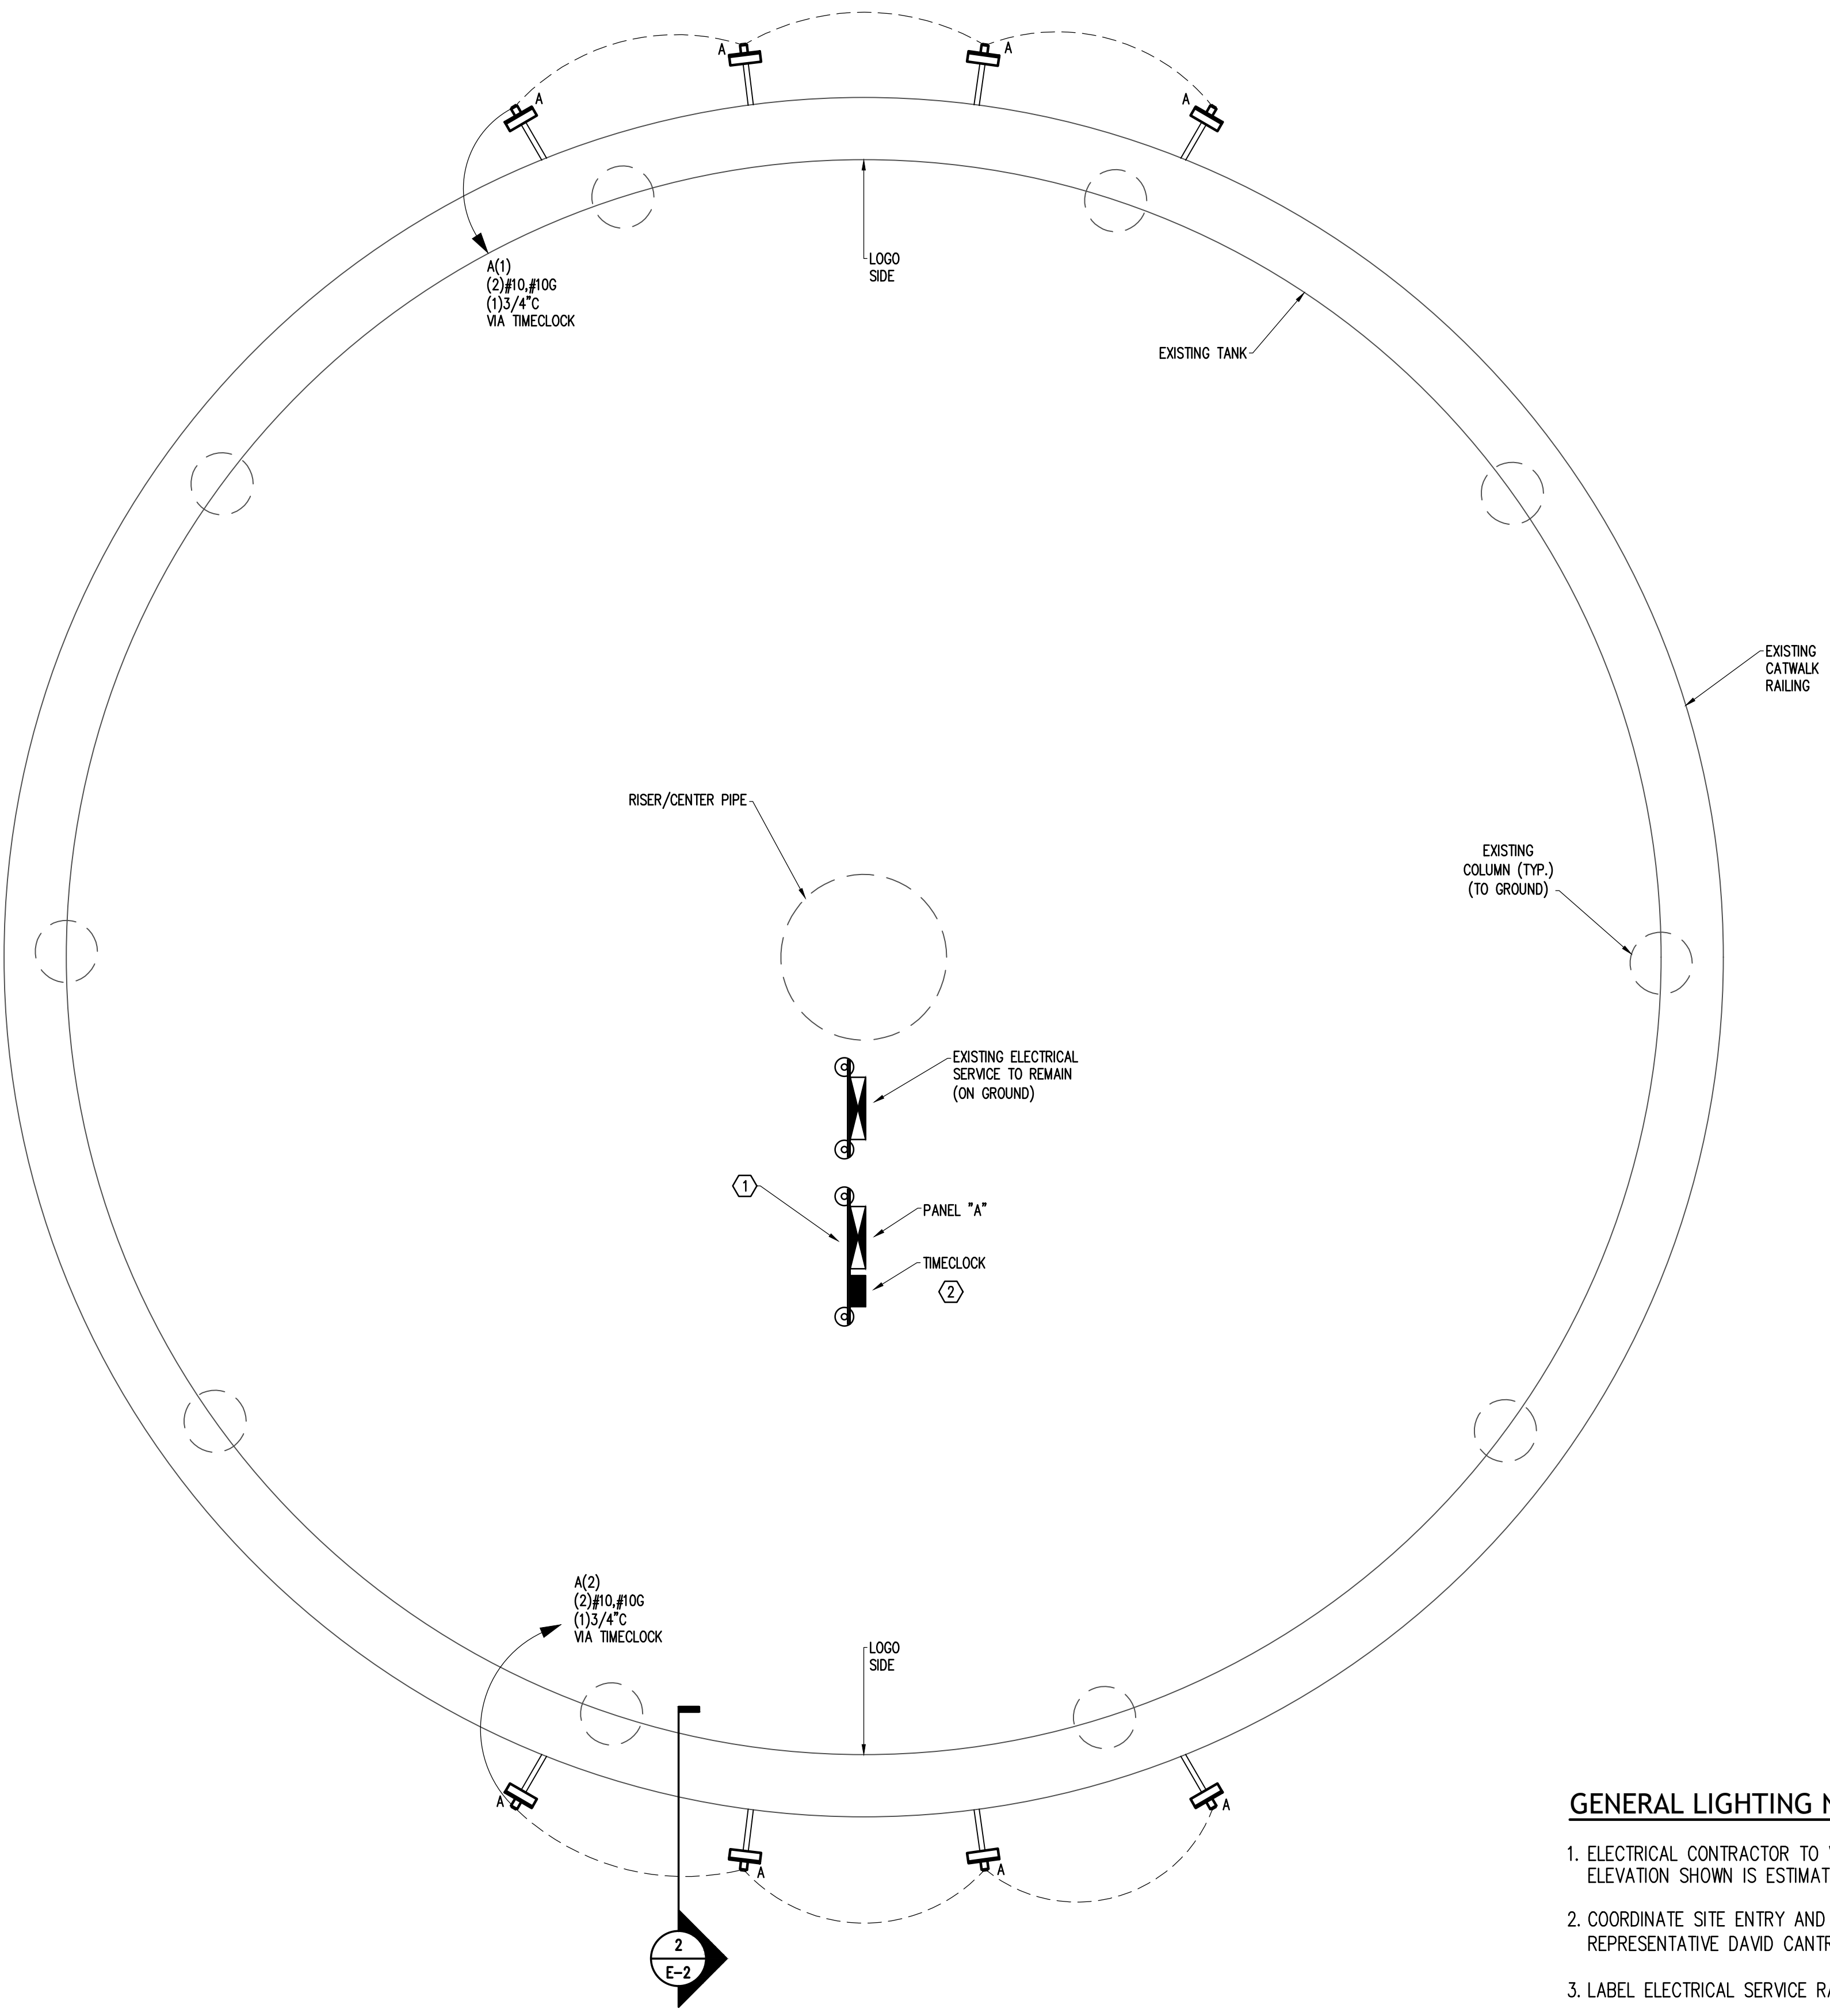 A
A
A
A
A(1)
(2)#10,#10G
(1)3/4"C
VIA TIMECLOCK
LOGO
SIDE
EXISTING TANK
EXISTING
CATWALK
RAILING
RISER/CENTER PIPE
EXISTING
COLUMN (TYP.)
(TO GROUND)
EXISTING ELECTRICAL
SERVICE TO REMAIN
(ON GROUND)
1
PANEL "A"
TIMECLOCK
2
A(2)
(2)#10,#10G
(1)3/4"C
VIA TIMECLOCK
LOGO
SIDE
A
A
A
A
2
E-2
GENERAL LIGHTING
1. ELECTRICAL CONTRACTOR TO
ELEVATION SHOWN IS
2. COORDINATE SITE ENTRY AND
REPRESENTATIVE DAVID
3. LABEL ELECTRICAL SERVICE